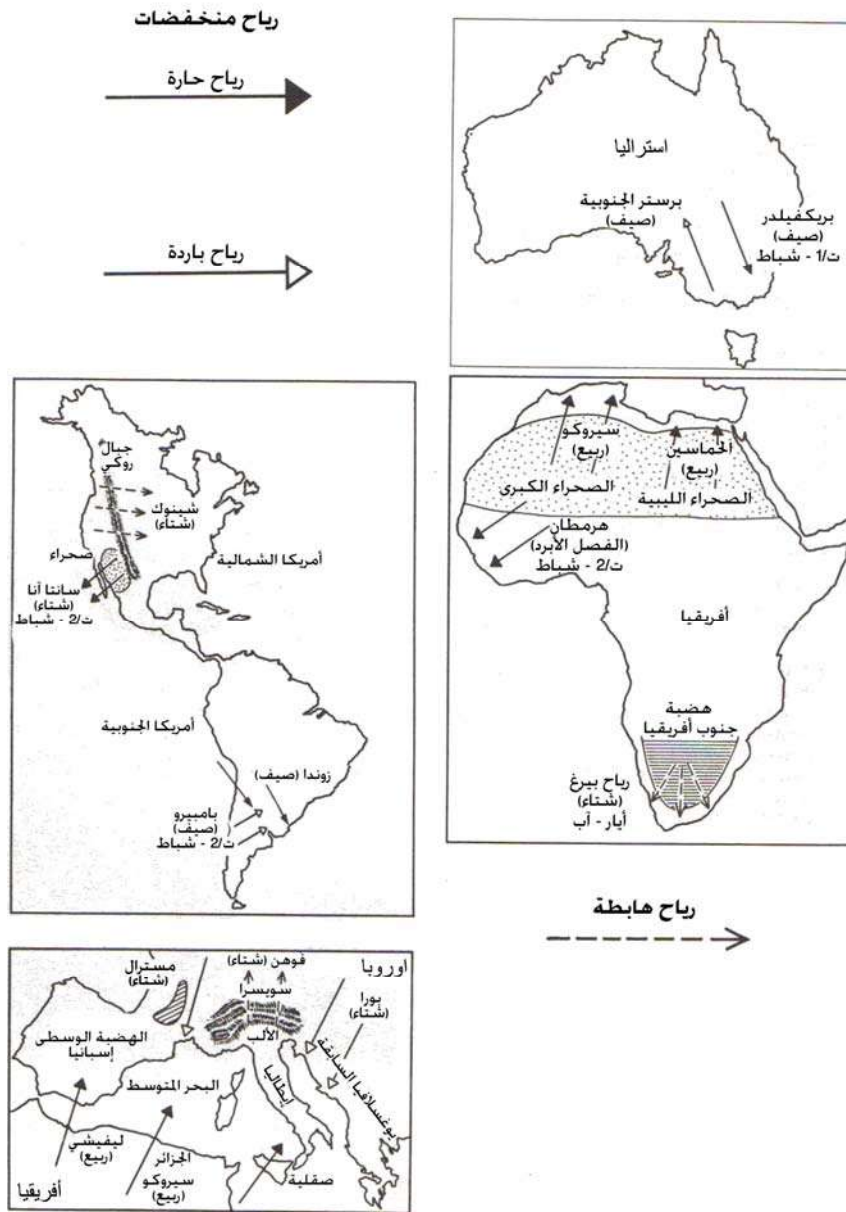 رياح منخفضات
رياح حارة
رياح باردة
استراليا
برستر الجنوبية
(صيف)
بريكفيلدر
(صيف)
ت/1 - شباط
جبال
روكي
شينوك
(شتاء)
صحراء
سانتا آنا
(شتاء)
ت/2 - شباط
أمريكا الشمالية
أمريكا الجنوبية
زوندا (صيف)
بامبيرو
(صيف)
ت/2 - شباط
سيروكو
(ربيع)
الخماسين
(ربيع)
الصحراء الكبرى
الصحراء الليبية
هرمطان
(الفصل الأبرد)
ت/2 - شباط
أفريقيا
هضبة
جنوب أفريقيا
رياح بيرغ
(شتاء)
أيار - آب
رياح هابطة
مسترال
(شتاء)
فوهن (شتاء)
سويسرا
الألب
اوروبا
بورا
(شتاء)
الهضبة الوسطى
إسبانيا
البحر المتوسط
إيطاليا
يوغسلافيا السابقة
ليفيشي
(ربيع)
الجزائر
سيروكو
(ربيع)
صقلية
أفريقيا